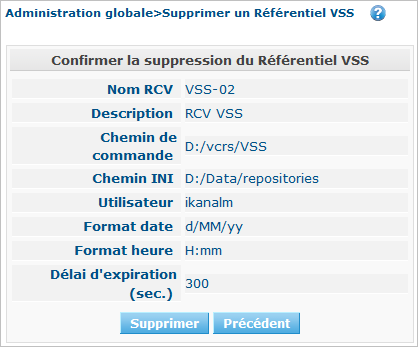 Administration globale>Supprimer un Référentiel VSS ?
Confirmer la suppression du Référentiel VSS
Nom RCV VSS-02
Description RCV VSS
Chemin de
commande D:/vcrs/VSS
Chemin INI D:/Data/repositories
Utilisateur ikanalm
Format date d/MM/yy
Format heure H:mm
Délai d'expiration
(sec.) 300
Supprimer Précédent